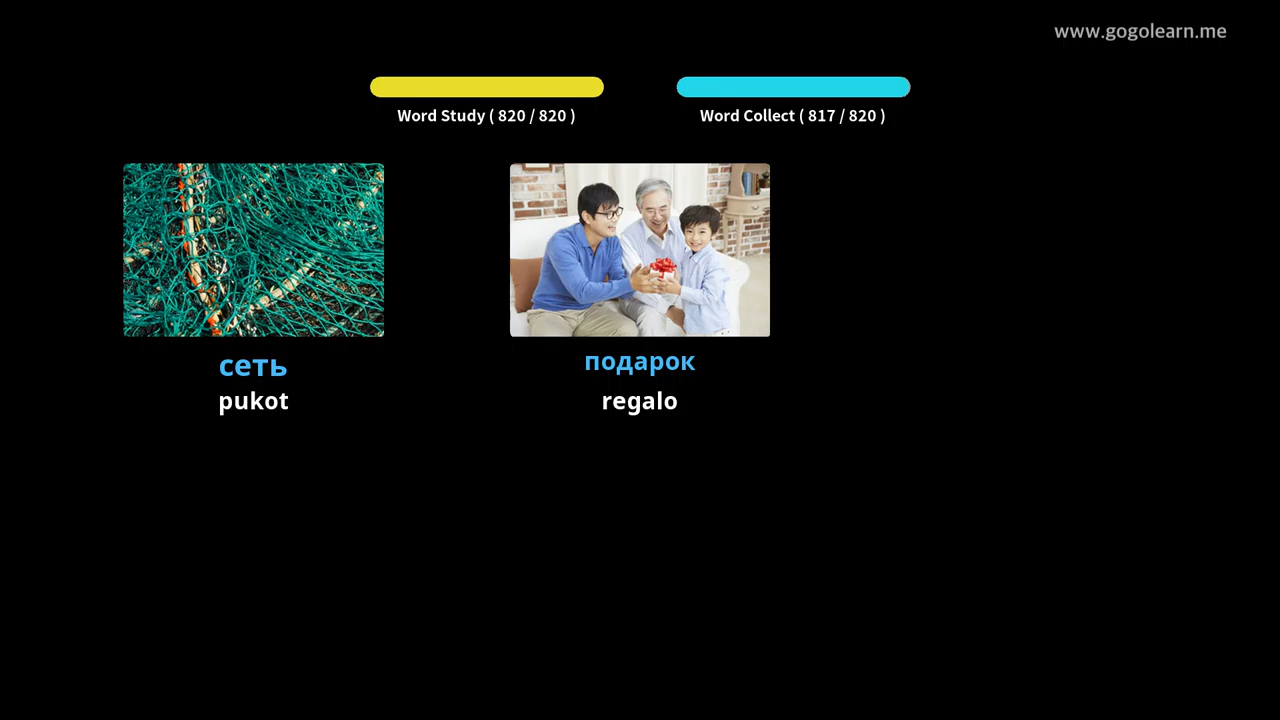 www.gogolearn.me
Word Study ( 820 / 820 )
Word Collect ( 817 / 820 )
сеть
pukot
подарок
regalo